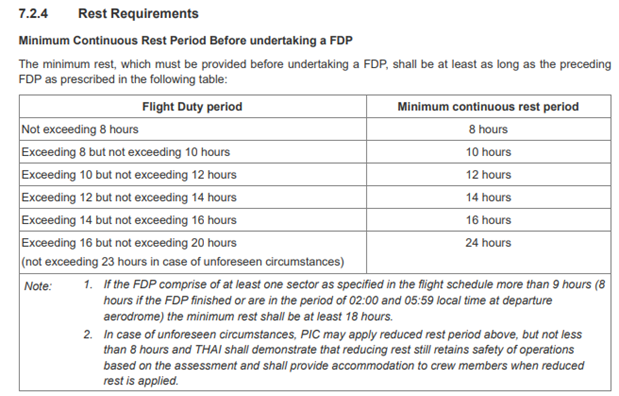 7.2.4 Rest Requirements
Minimum Continuous Rest Period Before undertaking a FDP
The minimum rest, which must be provided before undertaking a FDP, shall be at least as long as the preceding
FDP as prescribed in the following table:
Flight Duty period Minimum continuous rest period
Not exceeding 8 hours 8 hours
Exceeding 8 but not exceeding 10 hours 10 hours
Exceeding 10 but not exceeding 12 hours 12 hours
Exceeding 12 but not exceeding 14 hours 14 hours
Exceeding 14 but not exceeding 16 hours 16 hours
Exceeding 16 but not exceeding 20 hours 24 hours
(not exceeding 23 hours in case of unforeseen circumstances)
Note: 1. If the FDP comprise of at least one sector as specified in the flight schedule more than 9 hours (8
hours if the FDP finished or are in the period of 02:00 and 05:59 local time at departure
aerodrome) the minimum rest shall be at least 18 hours.
2. In case of unforeseen circumstances, PIC may apply reduced rest period above, but not less
than 8 hours and THAI shall demonstrate that reducing rest still retains safety of operations
based on the assessment and shall provide accommodation to crew members when reduced
rest is applied.